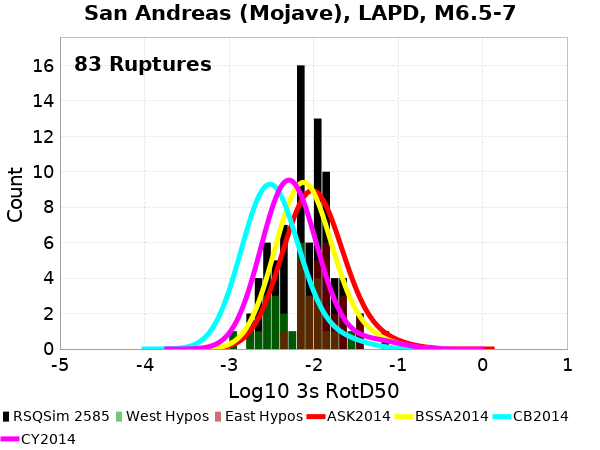 San Andreas (Mojave), LAPD, M6.5-7
83 Ruptures
16
14
12
10
8
6
4
2
0
Count
-5 -4 -3 -2 -1 0 1
Log10 3s RotD50
RSQSim 2585 West Hypos East Hypos ASK2014 BSSA2014 CB2014
CY2014